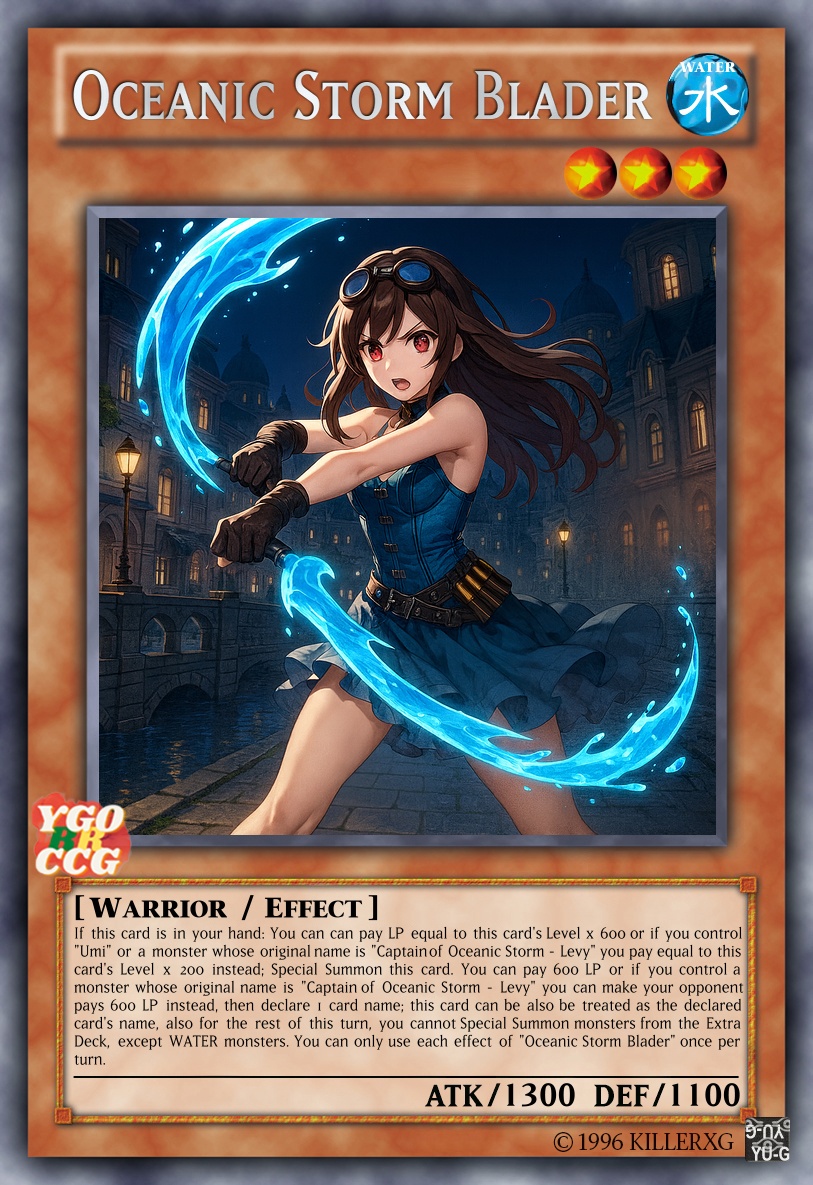 OCEANIC STORM BLADER
WATER
水
YGO
RR
CCG
[ WARRIOR / EFFECT ]
If this card is in your hand: You can can pay LP equal to this card's Level x 600 or if you control
"Umi" or a monster whose original name is "Captain of Oceanic Storm - Levy" you pay equal to this
card's Level x 200 instead; Special Summon this card. You can pay 600 LP or if you control a
monster whose original name is "Captain of Oceanic Storm - Levy" you can make your opponent
pays 600 LP instead, then declare 1 card name; this card can be also be treated as the declared
card's name, also for the rest of this turn, you cannot Special Summon monsters from the Extra
Deck, except WATER monsters. You can only use each effect of "Oceanic Storm Blader" once per
turn.
ATK/1300 DEF/1100
© 1996 KILLERXG
YU-G